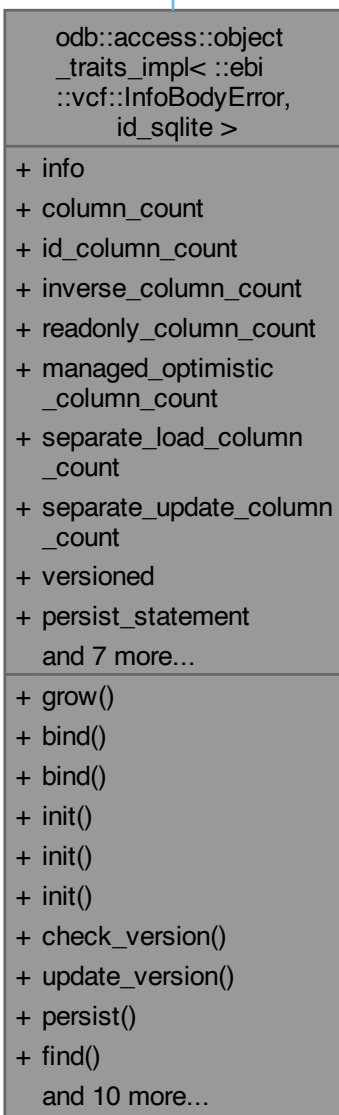 odb::access::object
_traits_impl< ::ebi
::vcf::InfoBodyError,
id_sqlite >
+ info
+ column_count
+ id_column_count
+ inverse_column_count
+ readonly_column_count
+ managed_optimistic
_column_count
+ separate_load_column
_count
+ separate_update_column
_count
+ versioned
+ persist_statement
and 7 more...
+ grow()
+ bind()
+ bind()
+ init()
+ init()
+ init()
+ check_version()
+ update_version()
+ persist()
+ find()
and 10 more...